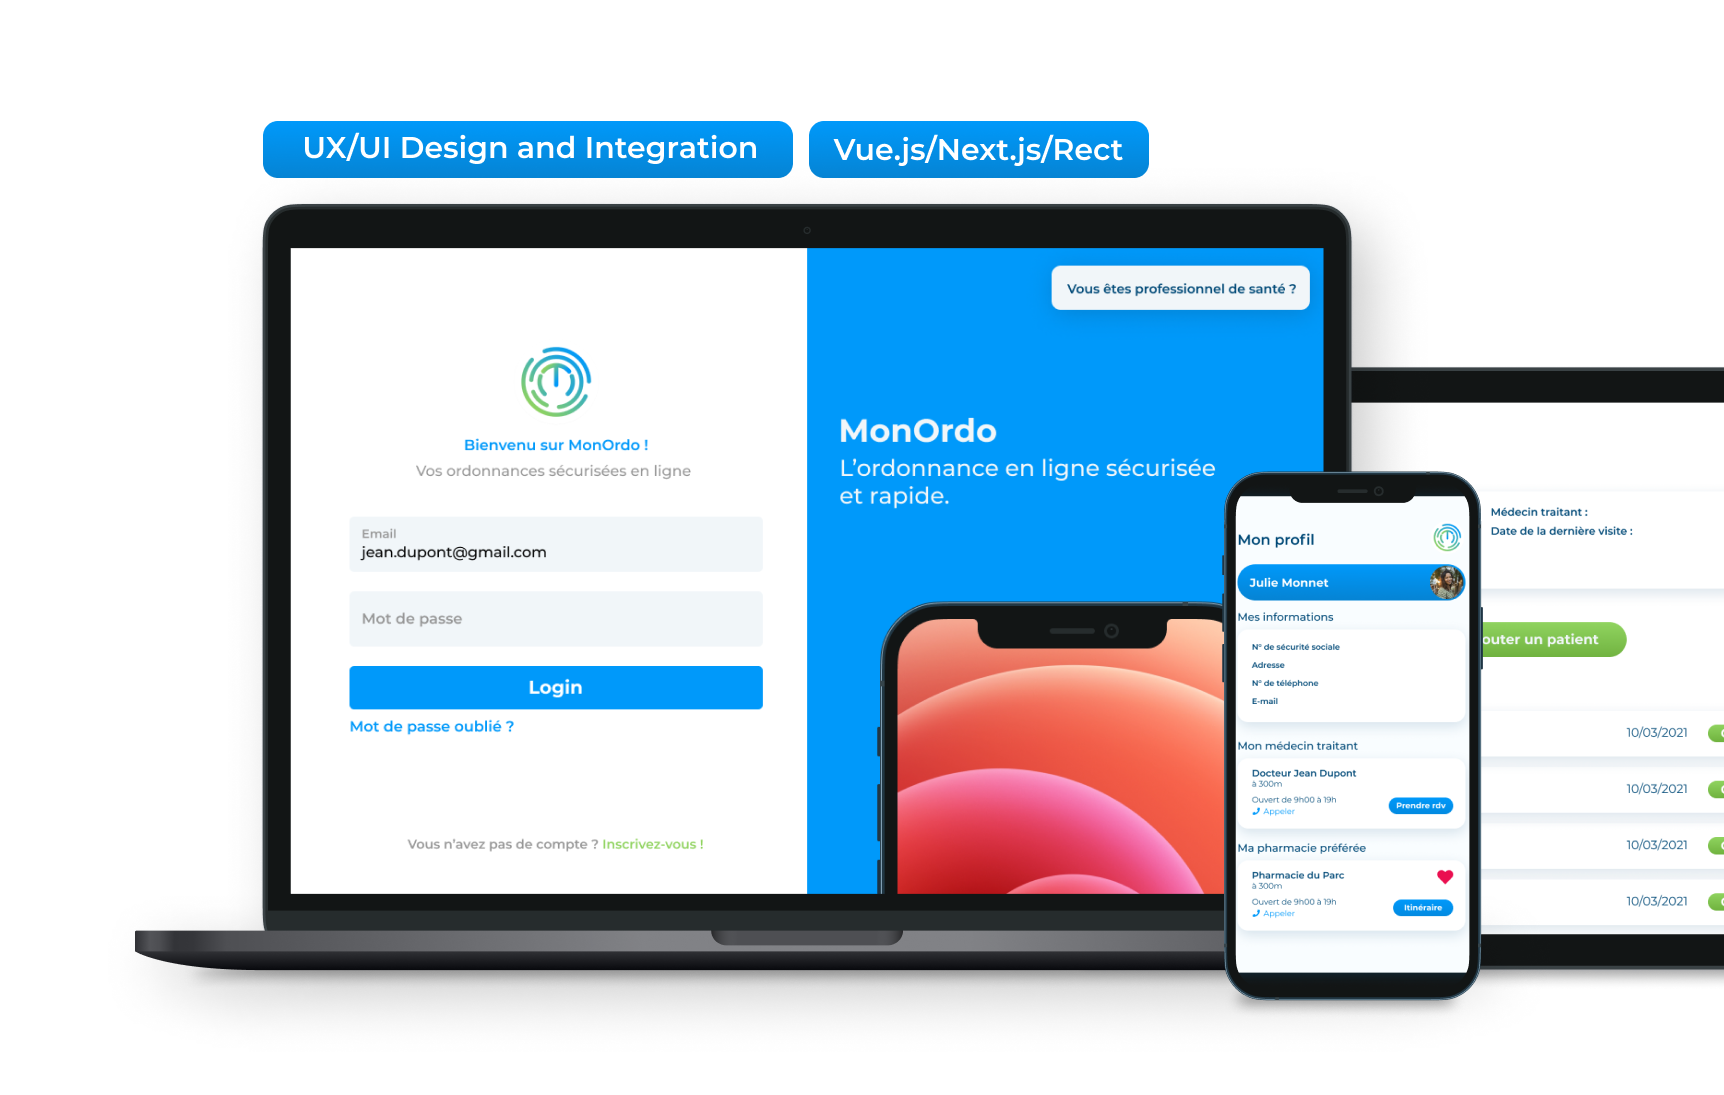 UX/UI Design and Integration
Vue.js/Next.js/Rect
Vous êtes professionnel de santé ?
Bienvenu sur MonOrdo !
Vos ordonnances sécurisées en ligne
Email
jean.dupont@gmail.com
Mot de passe
Login
Mot de passe oublié ?
Vous n'avez pas de compte ? Inscrivez-vous !
MonOrdo
L'ordonnance en ligne sécurisée
et rapide.
Mon profil
Julie Monnet
Mes informations
N° de sécurité sociale
Adresse
N° de téléphone
E-mail
Mon médecin traitant
Docteur Jean Dupont
à 300m
Ouvert de 9h00 à 19h
Appeler
Prendre rdv
Ma pharmacie préférée
Pharmacie du Parc
à 300m
Ouvert de 9h00 à 19h
Appeler
Itinéraire
Médecin traitant :
Date de la dernière visite :
outer un patient
10/03/2021
10/03/2021
10/03/2021
10/03/2021